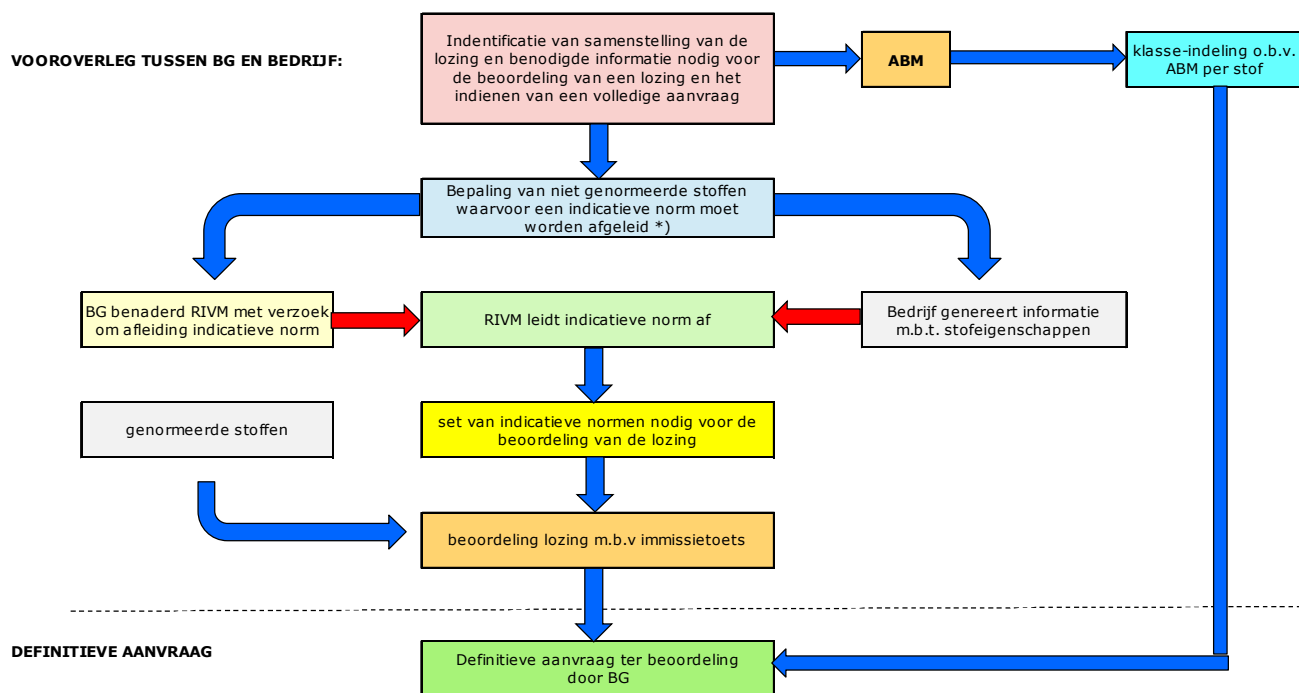 VOOROVERLEG TUSSEN BG EN BEDRIJF:
Indentificatie van samenstelling van de
lozing en benodigde informatie nodig voor
de beoordeling van een lozing en het
indienen van een volledige aanvraag
ABM
klasse-indeling o.b.v.
ABM per stof
Bepaling van niet genormeerde stoffen
waarvoor een indicatieve norm moet
worden afgeleid *)
BG benaderd RIVM met verzoek
om afleiding indicatieve norm
RIVM leidt indicatieve norm af
Bedrijf genereert informatie
m.b.t. stofeigenschappen
genormeerde stoffen
set van indicatieve normen nodig voor de
beoordeling van de lozing
beoordeling lozing m.b.v immissietoets
DEFINITIEVE AANVRAAG
Definitieve aanvraag ter beoordeling
door BG